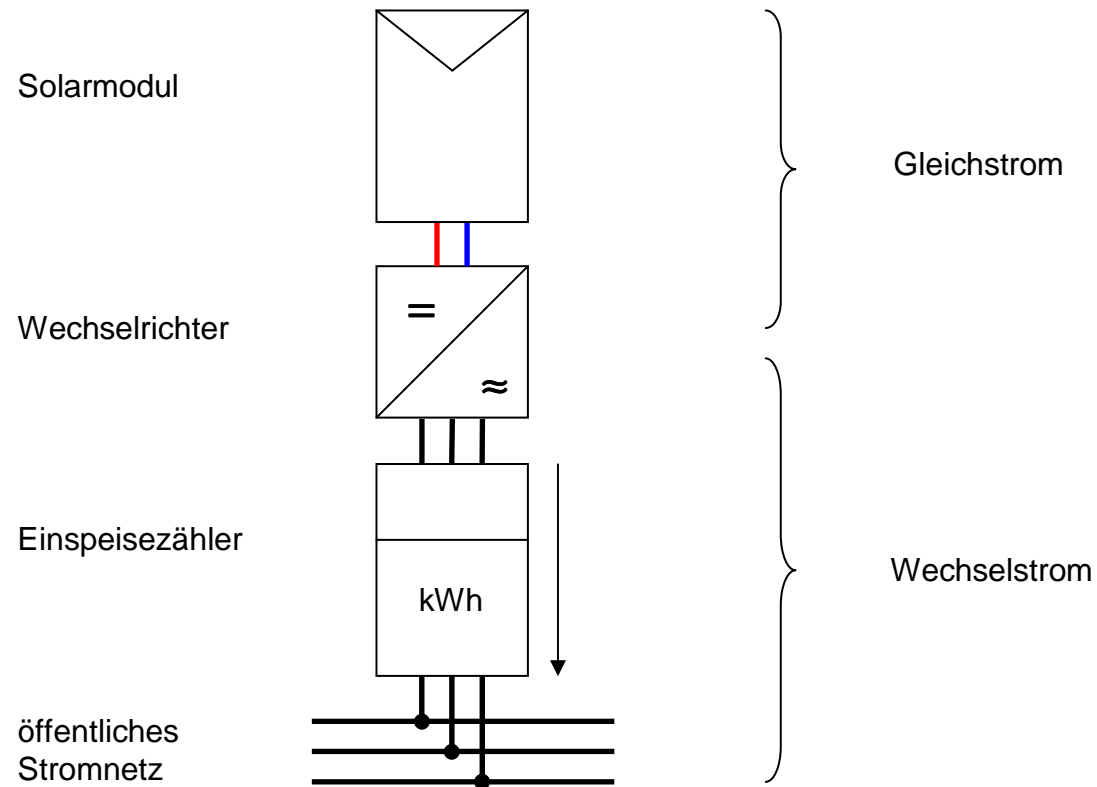 Solarmodul
Gleichstrom
Wechselrichter
=
≈
Einspeisezähler
kWh
Wechselstrom
öffentliches
Stromnetz